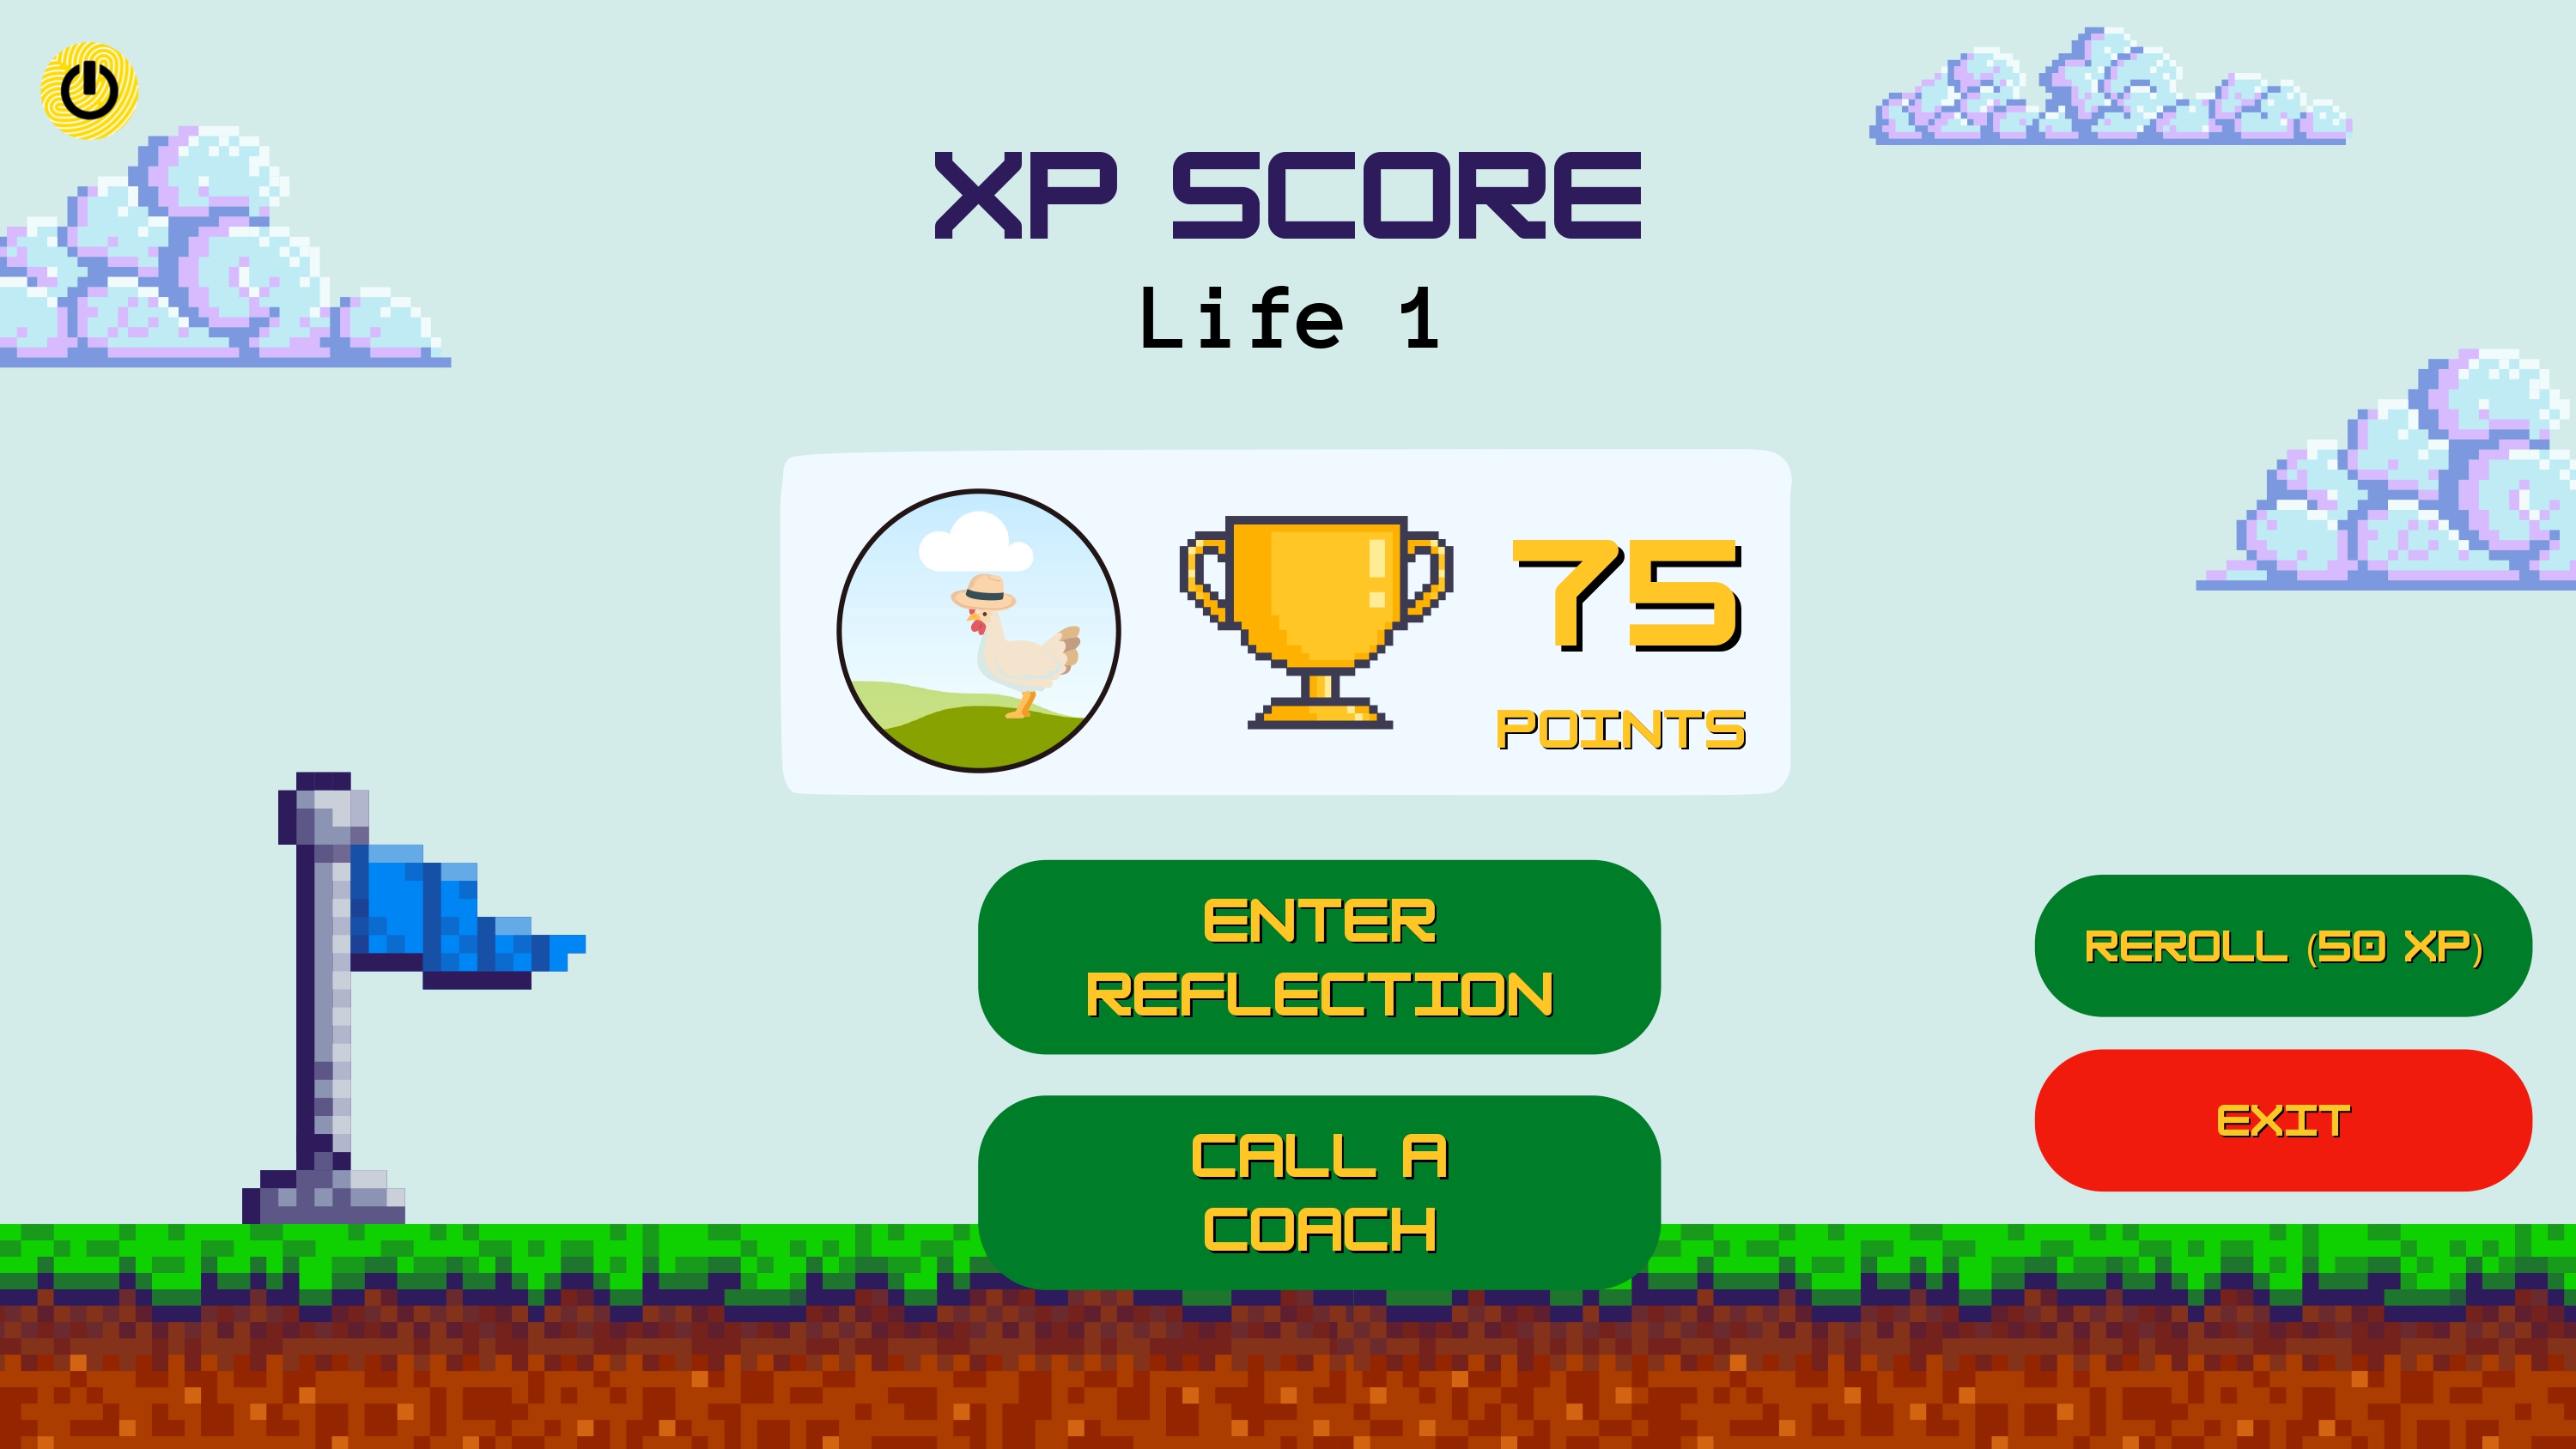 XP SCORE
Life 1
75
POINTS
ENTER
REFLECTION
REROLL (50 XP)
EXIT
CALL A
COACH